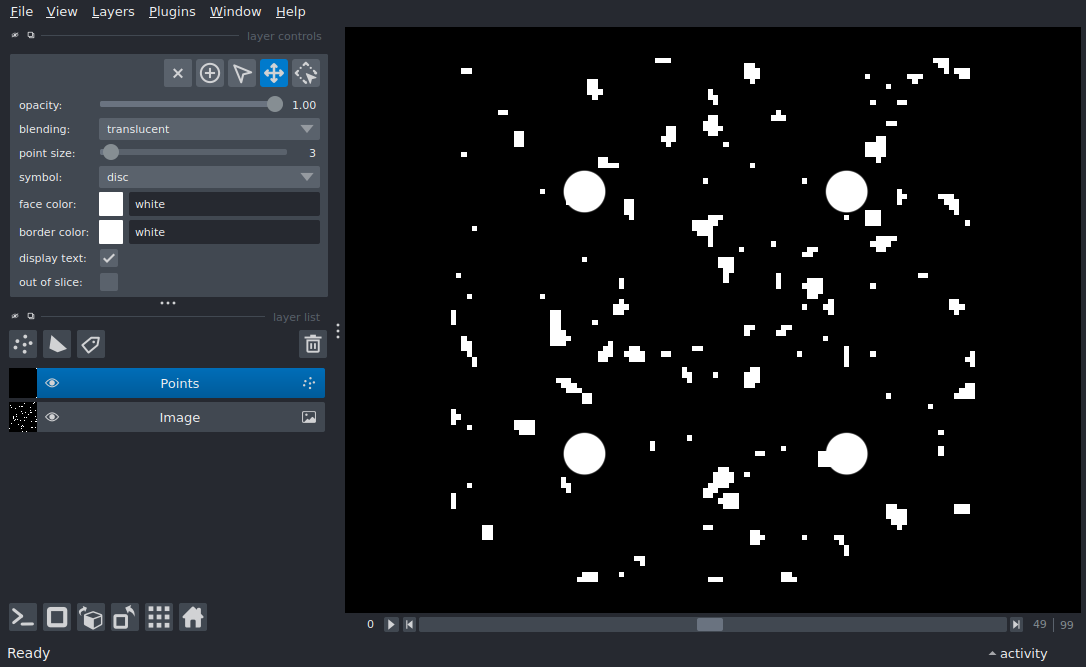 File View Layers Plugins Window Help
layer controls
opacity: 1.00
blending: translucent
point size: 3
symbol: disc
face color: white
border color: white
display text:
out of slice:
layer list
Points
Image
0 49 99
Ready activity